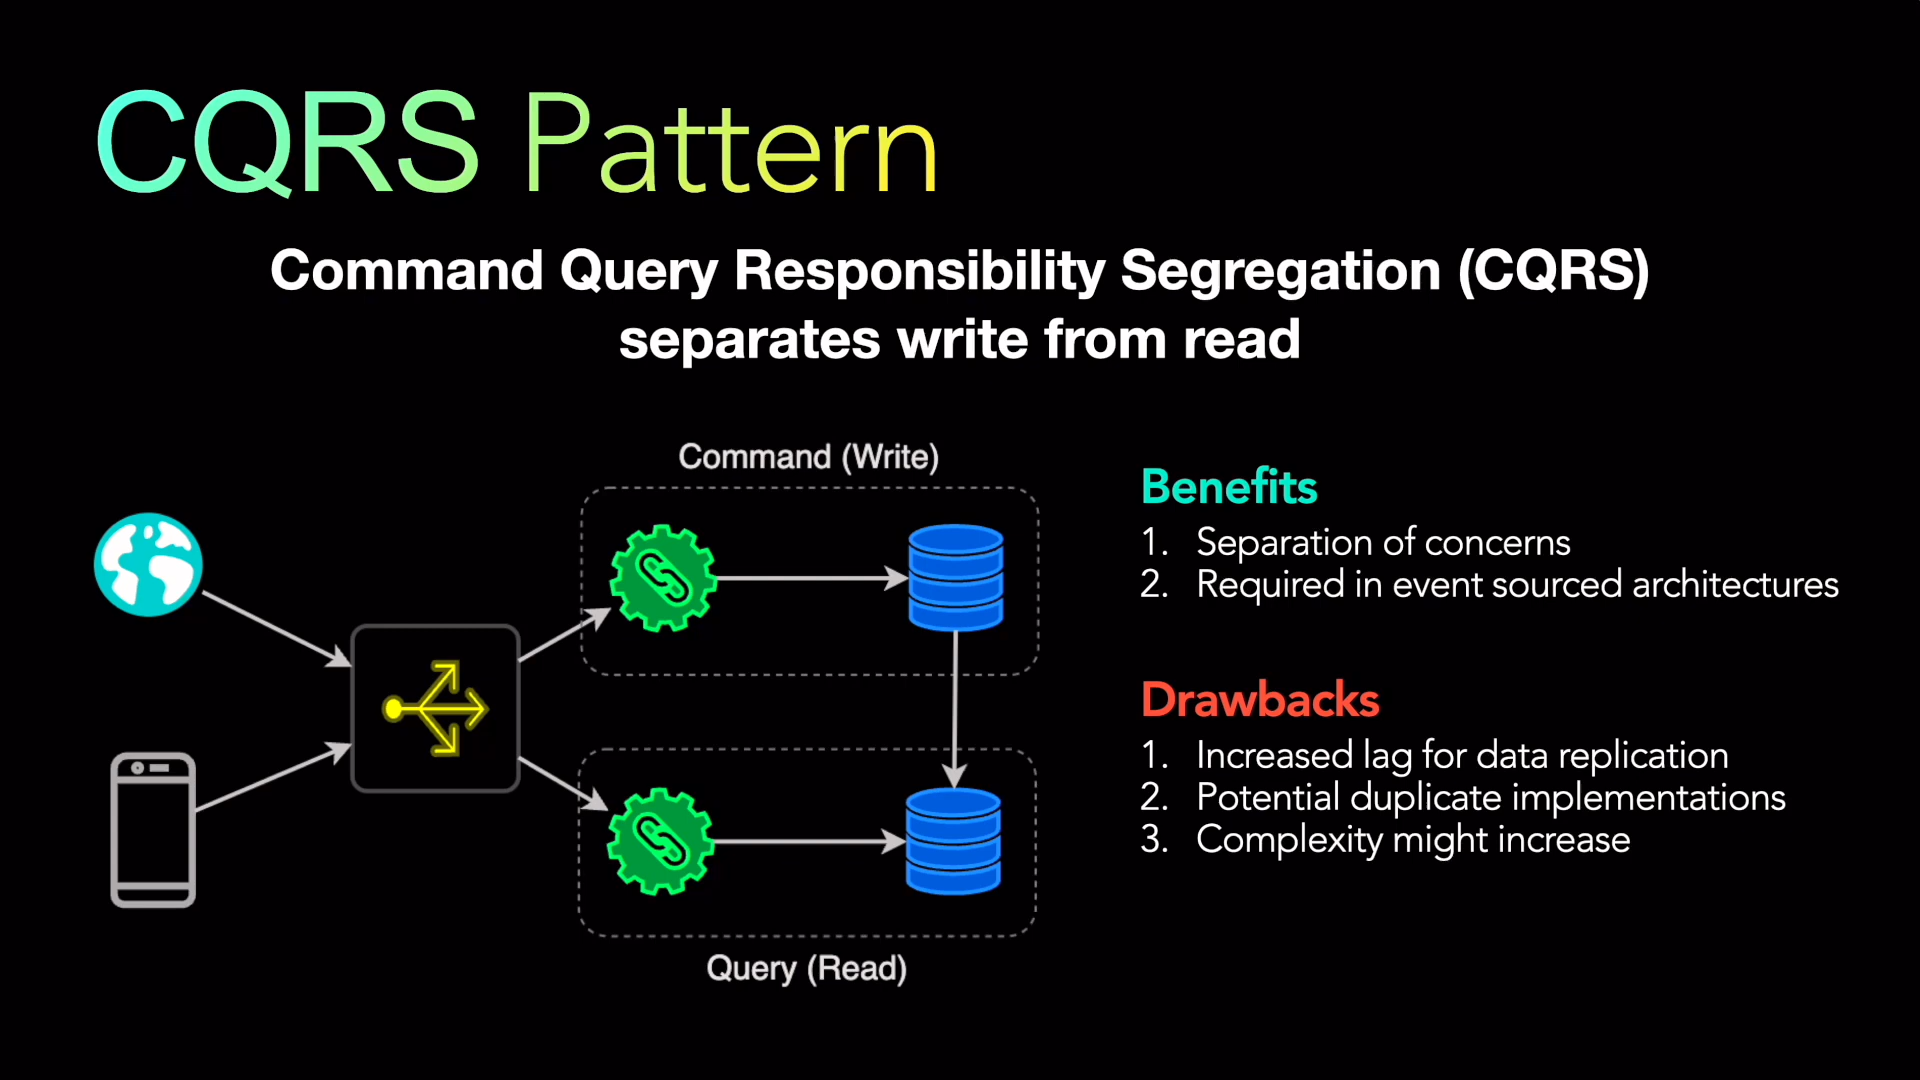 CQRS Pattern
Command Query Responsibility Segregation (CQRS)
separates write from read
Command (Write)
Query (Read)
Benefits
1. Separation of concerns
2. Required in event sourced architectures
Drawbacks
1. Increased lag for data replication
2. Potential duplicate implementations
3. Complexity might increase